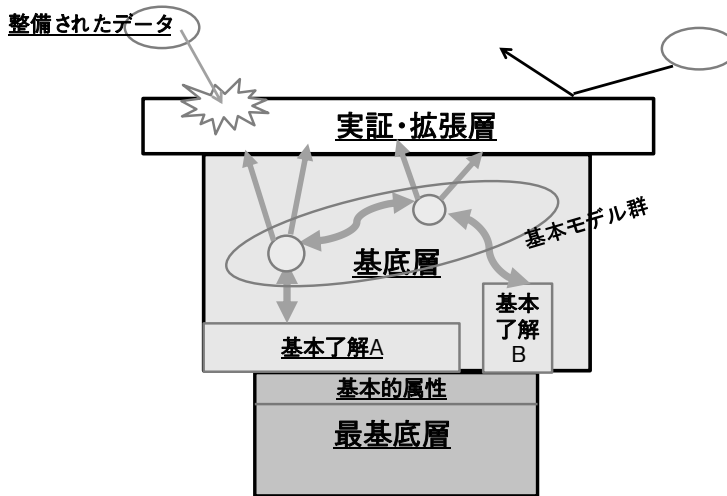 整備されたデータ
実証・拡張層
基本モデル群
基底層
基本了解A
基本
了解
B
基本的属性
最基底層